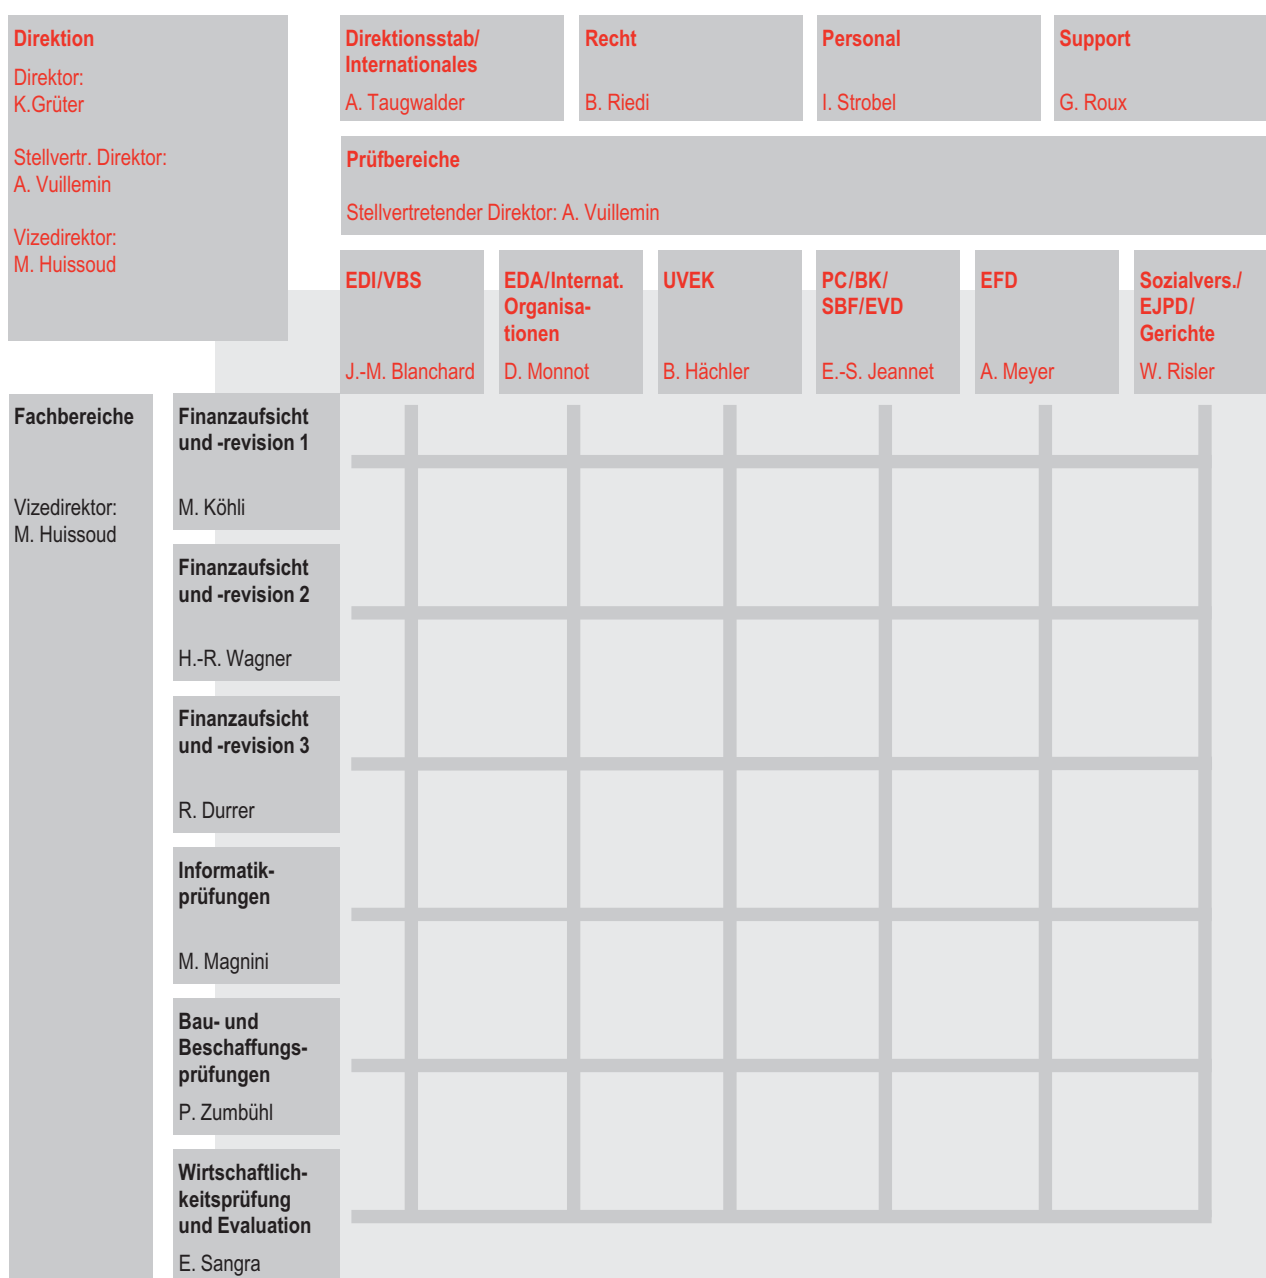 Direktion
Direktor:
K.Grüter
Stellvertr. Direktor:
A. Vuillemin
Vizedirektor:
M. Huissoud
Direktionsstab/
Internationales
A. Taugwalder
Recht
B. Riedi
Personal
I. Strobel
Support
G. Roux
Prüfbereiche
Stellvertretender Direktor: A. Vuillemin
EDI/VBS
J.-M. Blanchard
EDA/Internat.
Organisa-
tionen
D. Monnot
UVEK
B. Hächler
PC/BK/
SBF/EVD
E.-S. Jeannet
EFD
A. Meyer
Sozialvers./
EJPD/
Gerichte
W. Risler
Fachbereiche
Vizedirektor:
M. Huissoud
Finanzaufsicht
und -revision 1
M. Köhli
Finanzaufsicht
und -revision 2
H.-R. Wagner
Finanzaufsicht
und -revision 3
R. Durrer
Informatik-
prüfungen
M. Magnini
Bau- und
Beschaffungs-
prüfungen
P. Zumbühl
Wirtschaftlich-
keitsprüfung
und Evaluation
E. Sangra